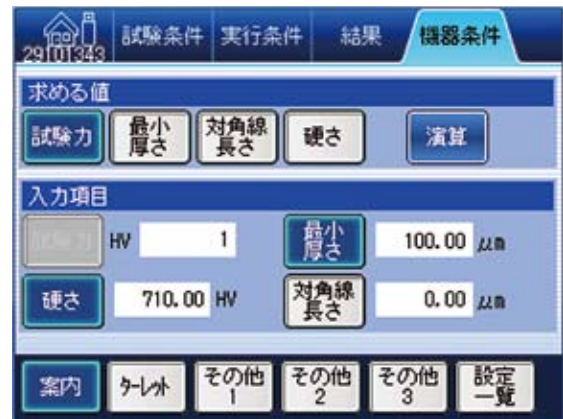 29101343
試験条件 実行条件 結果 機器条件
求める値
試験力 最小厚さ 対角線長さ 硬さ 演算
入力項目
試験力 HV 1 最小厚さ 100.00 μm
硬さ 710.00 HV 対角線長さ 0.00 μm
案内 ターレット その他1 その他2 その他3 設定一覧